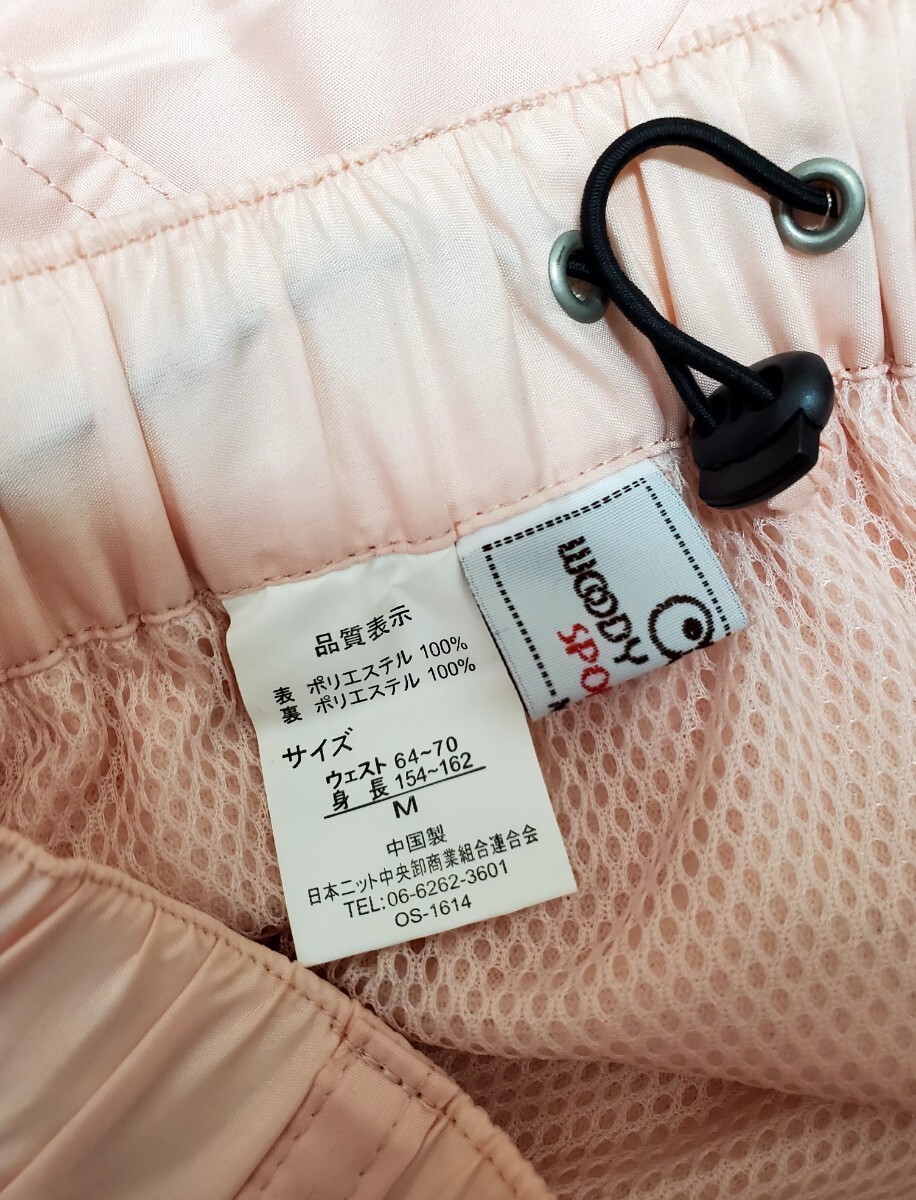 品質表示
表 ポリエステル 100%
裏 ポリエステル 100%
サイズ
ウェスト 64~70
身 長 154~162
M
中国製
日本ニット中央卸商業組合連合会
TEL:06-6262-3601
OS-1614
WOODY
SPO